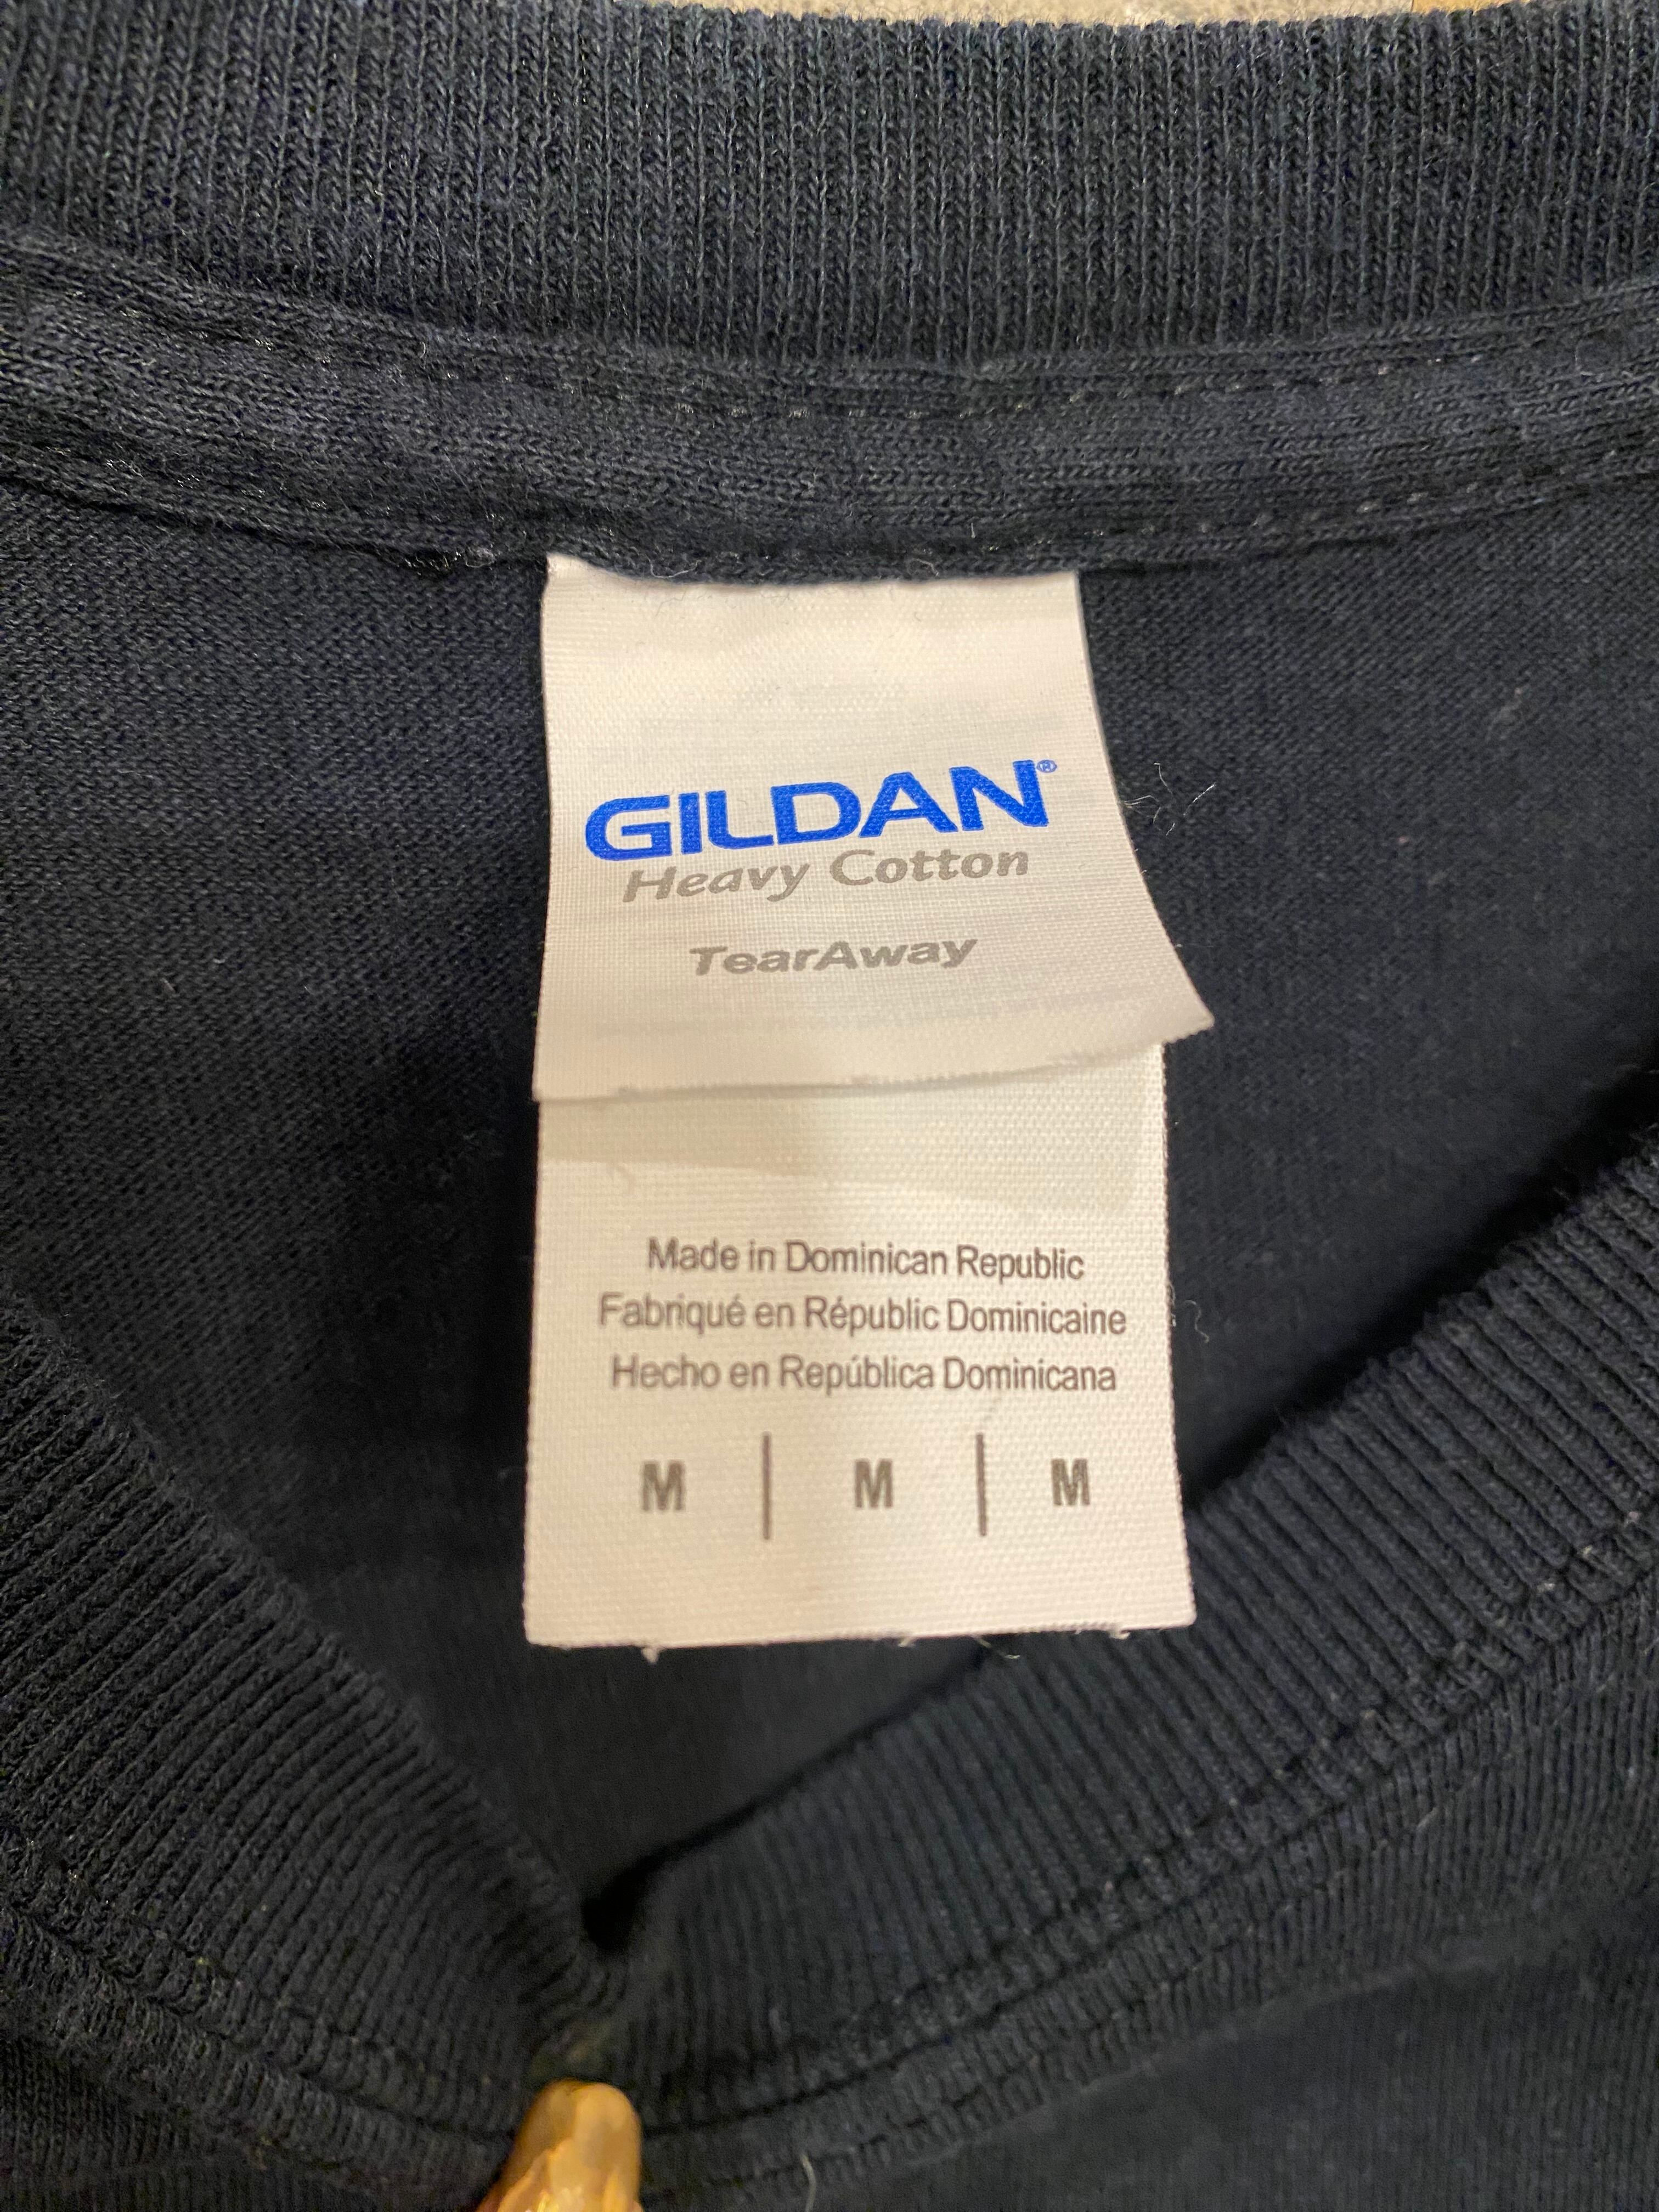 GILDAN®
Heavy Cotton
TearAway
Made in Dominican Republic
Fabriqué en Républic Dominicaine
Hecho en República Dominicana
M | M | M